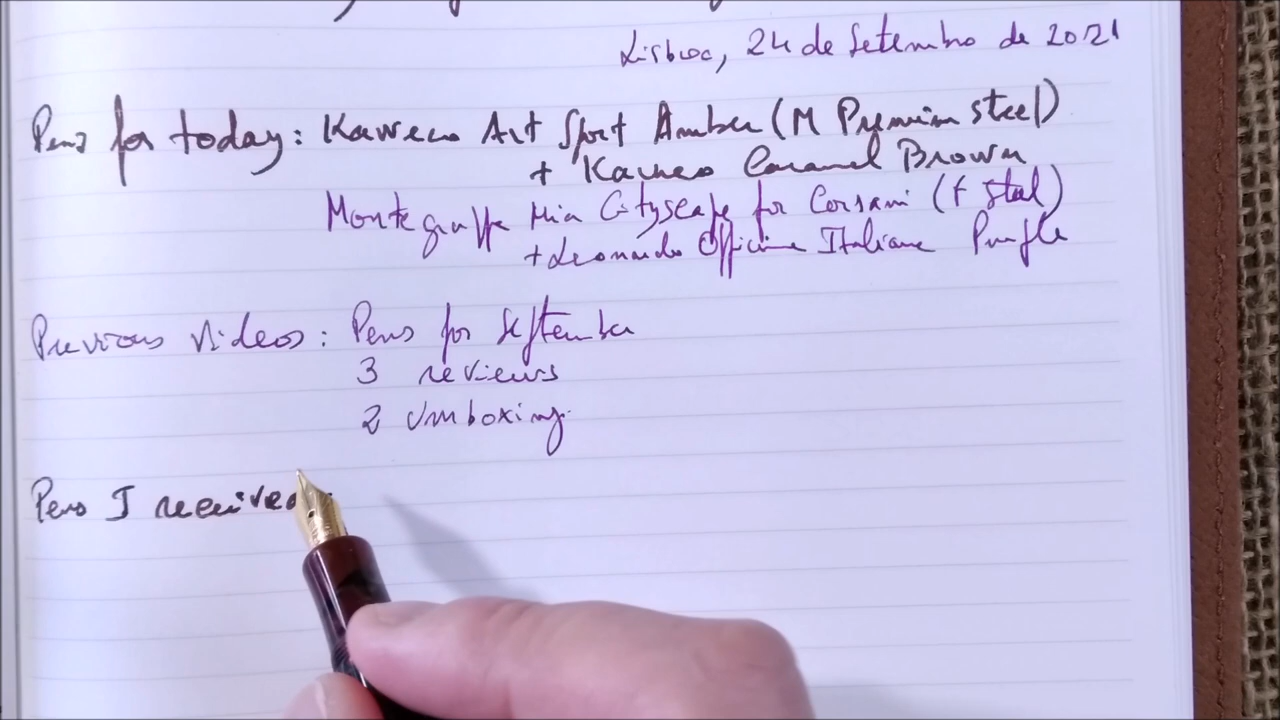 Lisboa, 24 de Setembro de 2021
Pens for today: Kaweco Art Sport Amber (M Premium steel)
+ Kaweco Caramel Brown
Montegrappa Mia Cityscape for Corsani (F steel)
+ Leonardo Officina Italiana Purple
Previous videos: Pens for September
3 reviews
2 Unboxing
Pens I received